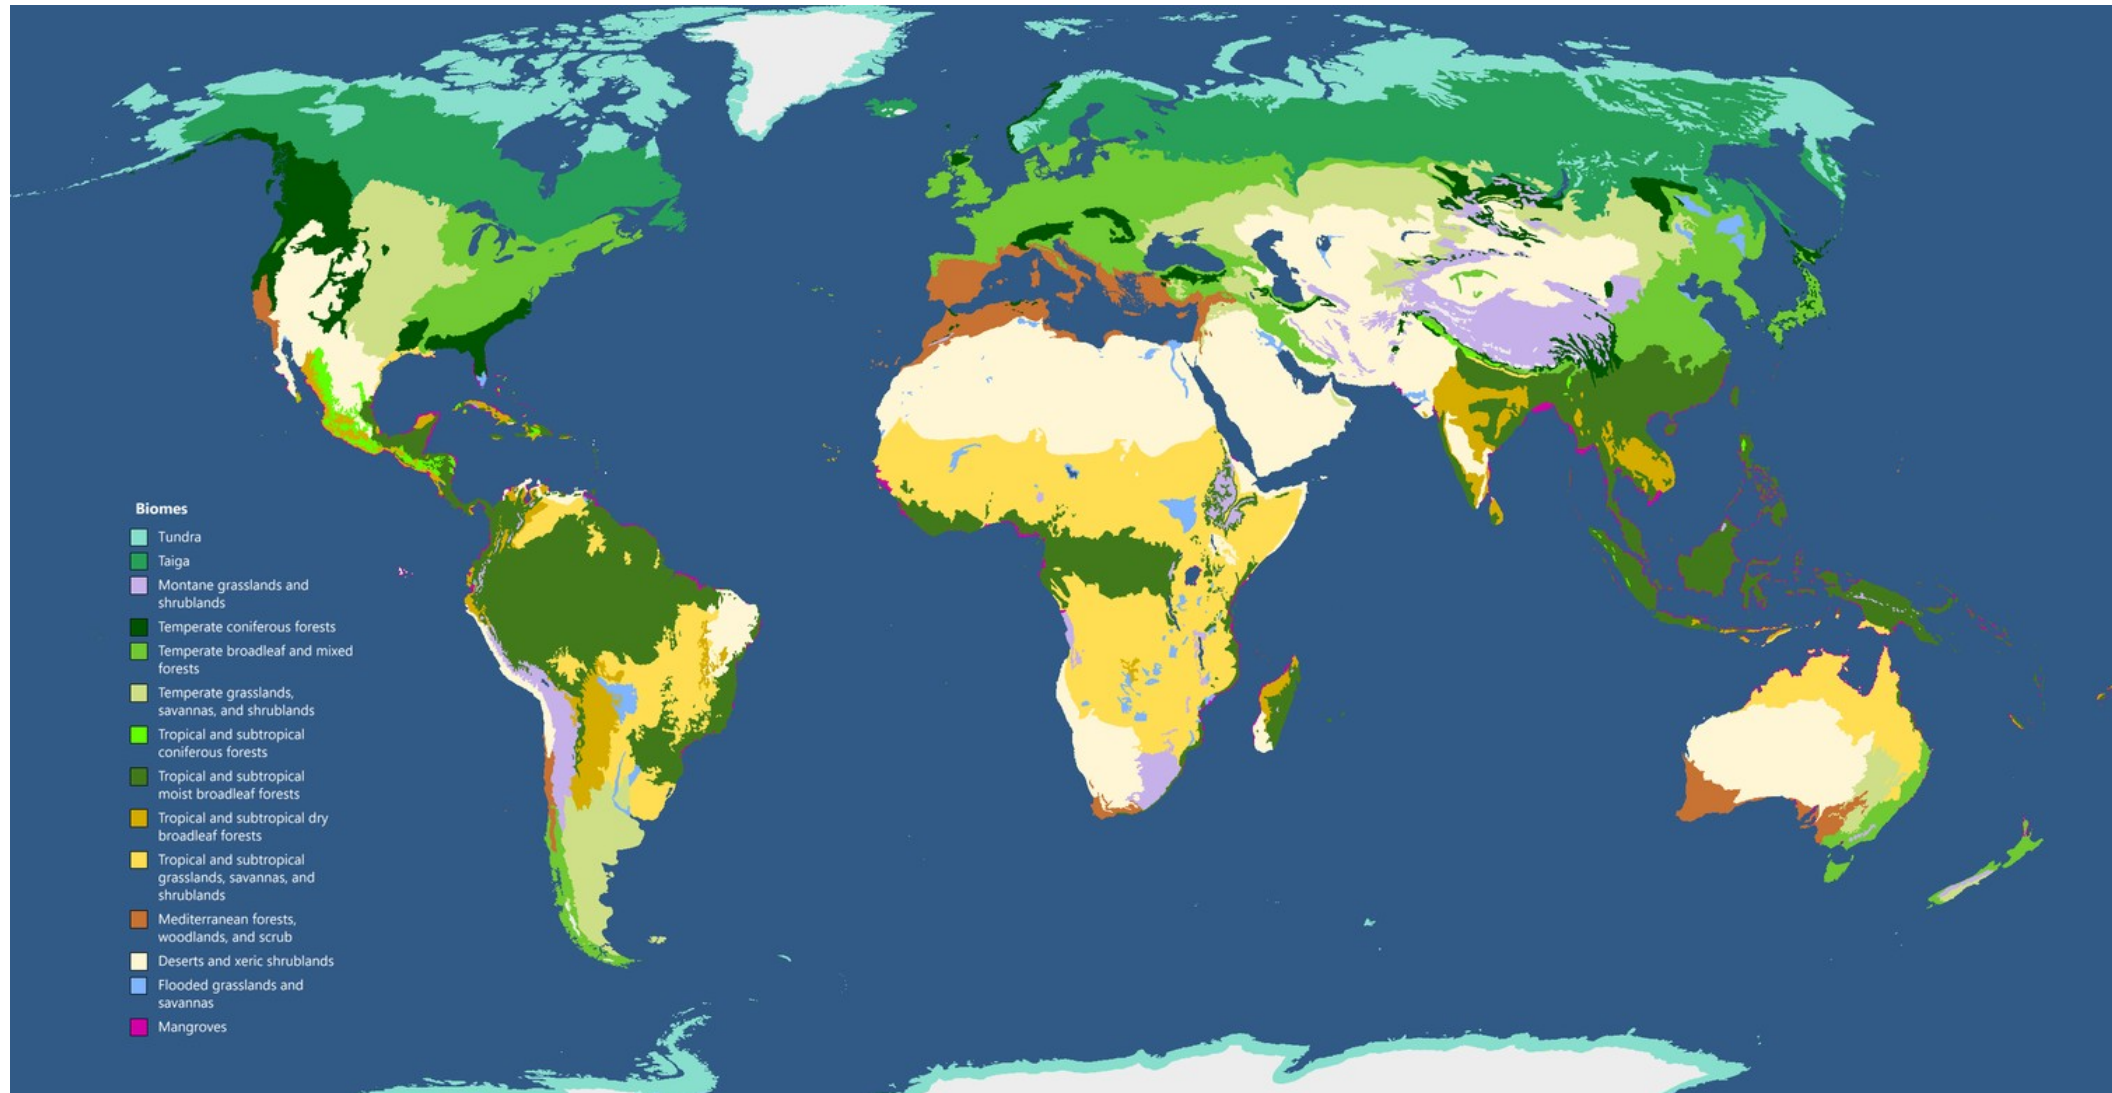 Biomes
Tundra
Taiga
Montane grasslands and
shrublands
Temperate coniferous forests
Temperate broadleaf and mixed
forests
Temperate grasslands,
savannas, and shrublands
Tropical and subtropical
coniferous forests
Tropical and subtropical
moist broadleaf forests
Tropical and subtropical dry
broadleaf forests
Tropical and subtropical
grasslands, savannas, and
shrublands
Mediterranean forests,
woodlands, and scrub
Deserts and xeric shrublands
Flooded grasslands and
savannas
Mangroves